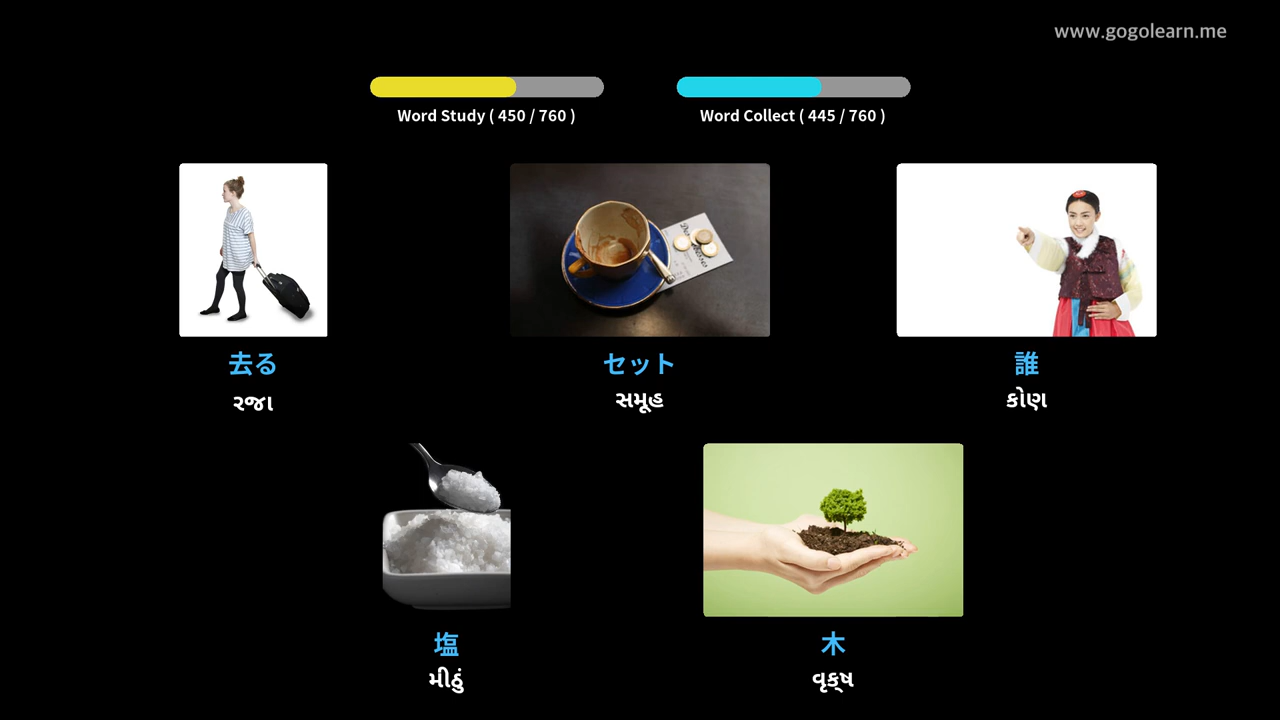 www.gogolearn.me
Word Study ( 450 / 760 )
Word Collect ( 445 / 760 )
去る
રજા
セット
સમૂહ
誰
કોણ
塩
મીઠું
木
વૃક્ષ